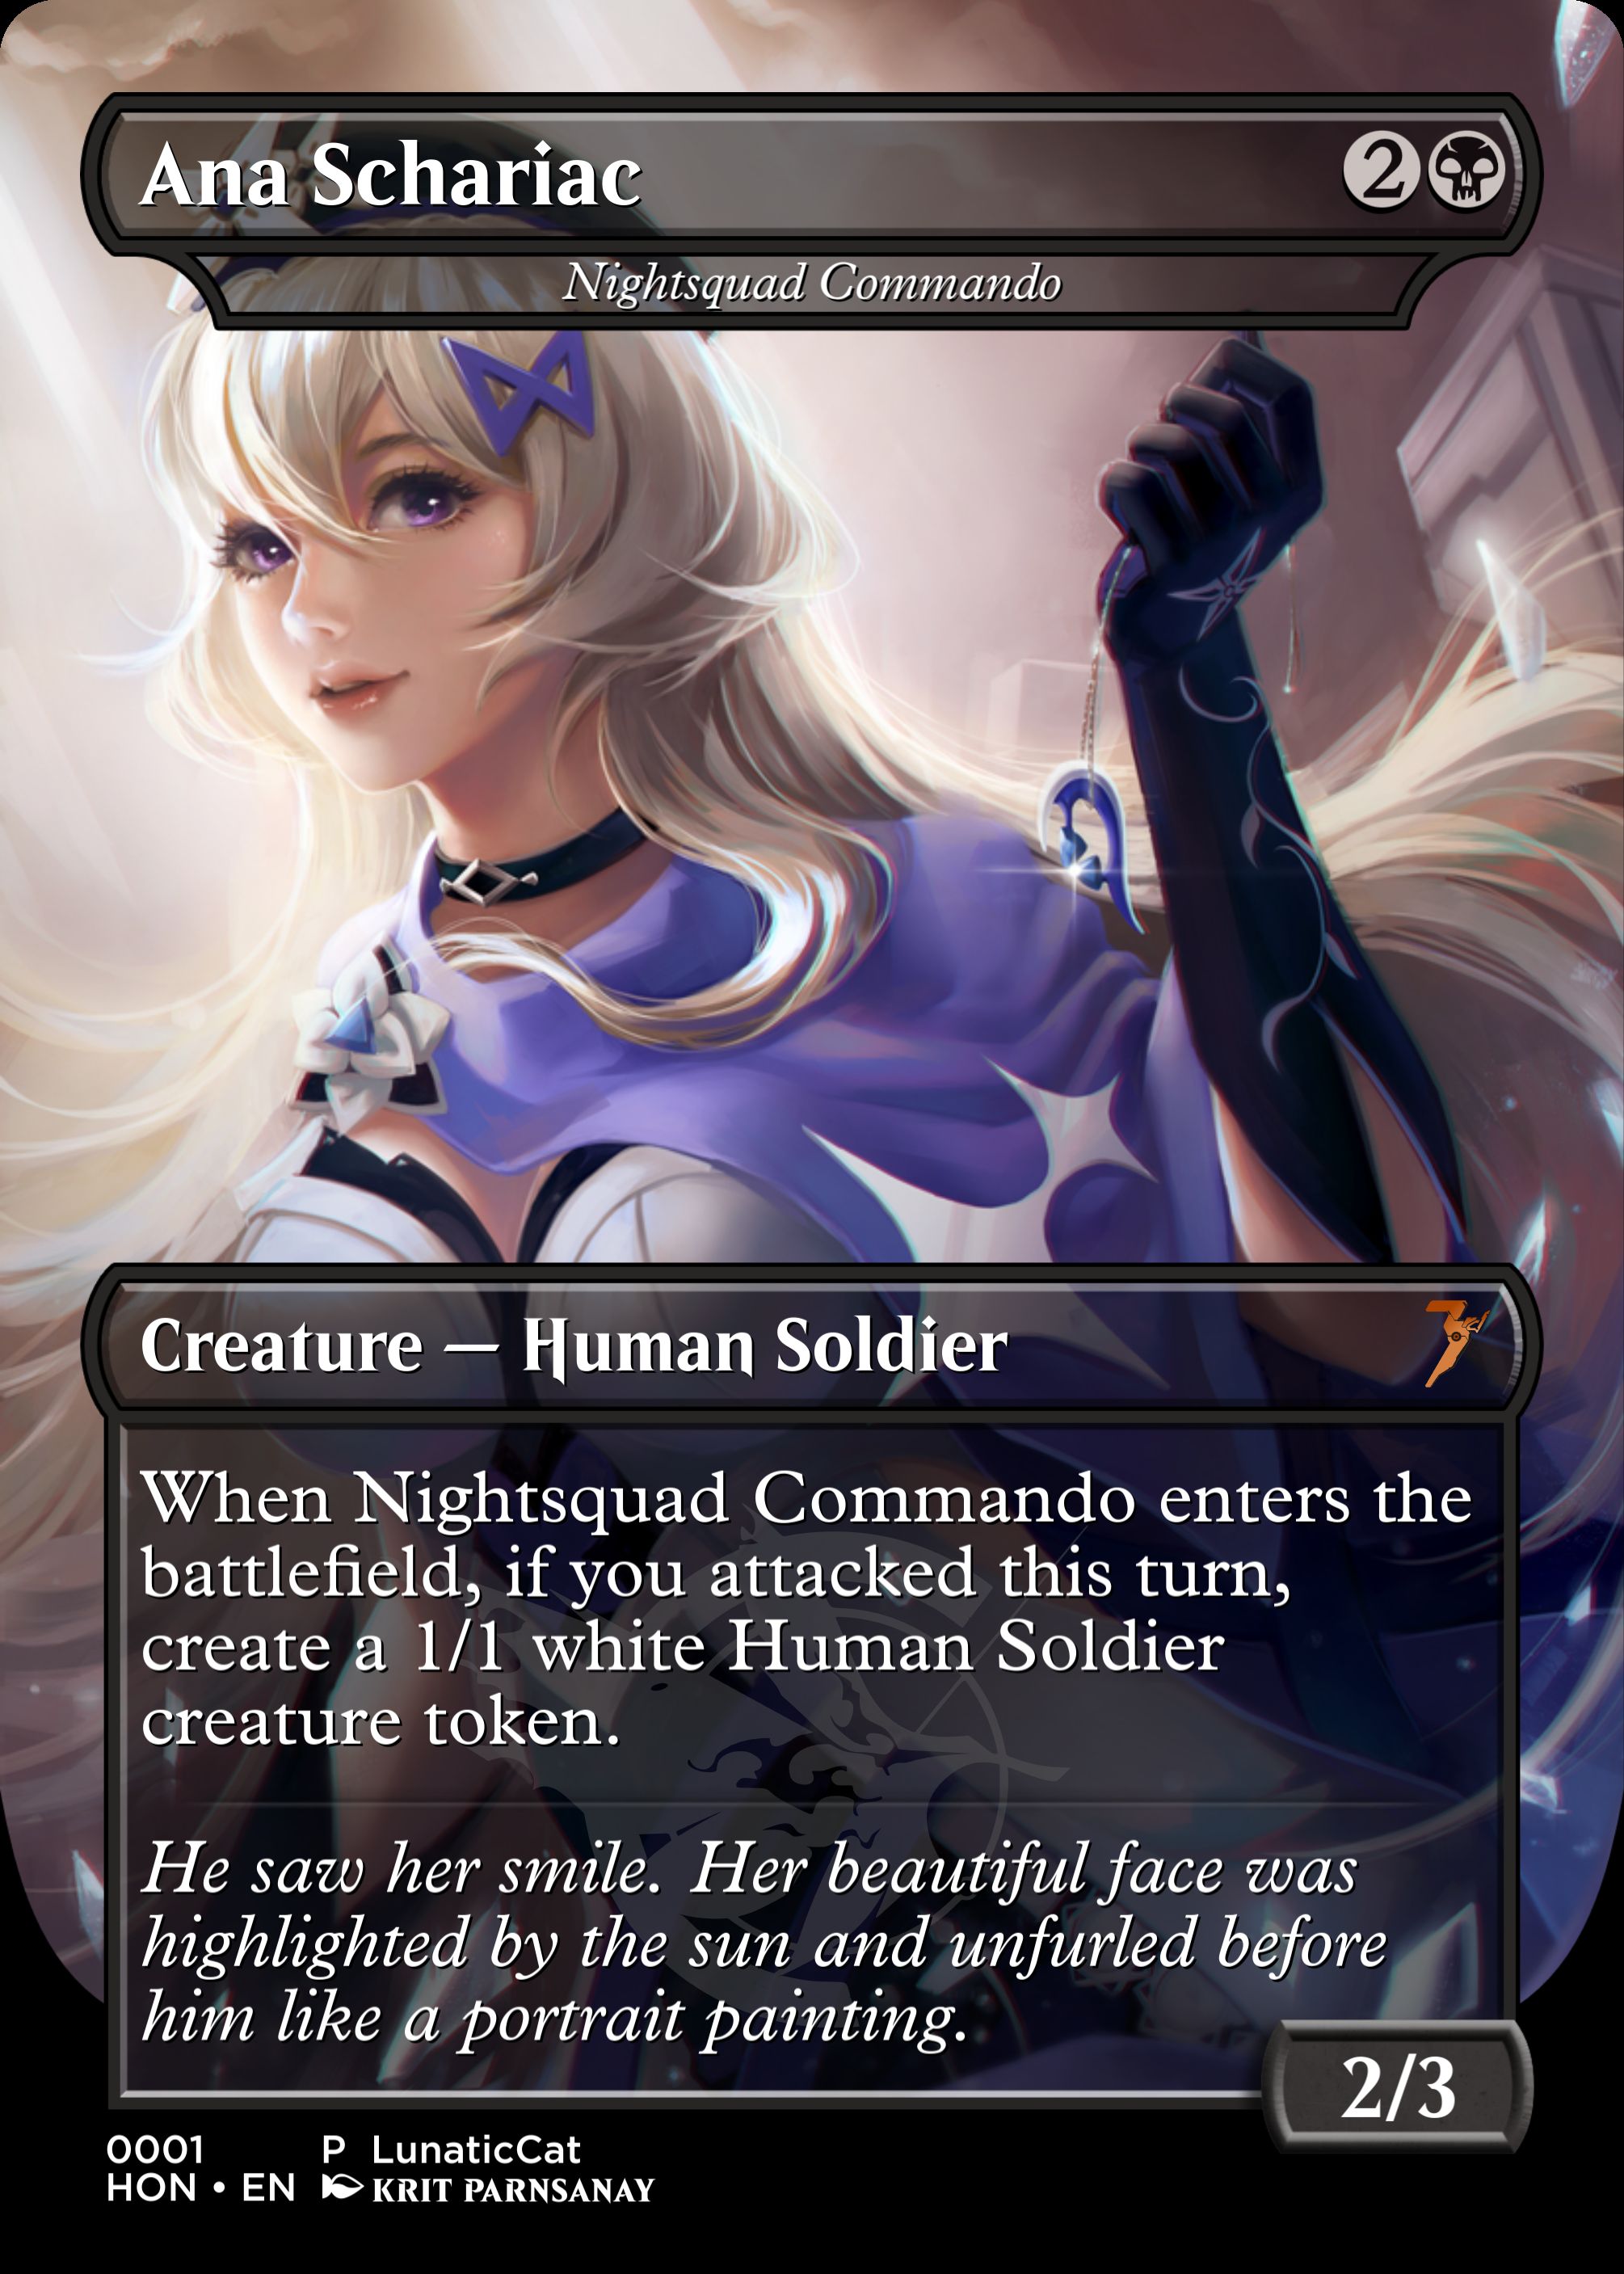 Ana Schariac
2
Nightsquad Commando
Creature — Human Soldier
When Nightsquad Commando enters the
battlefield, if you attacked this turn,
create a 1/1 white Human Soldier
creature token.
He saw her smile. Her beautiful face was
highlighted by the sun and unfurled before
him like a portrait painting.
2/3
0001 P LunaticCat
HON • EN KRIT PARNSANAY